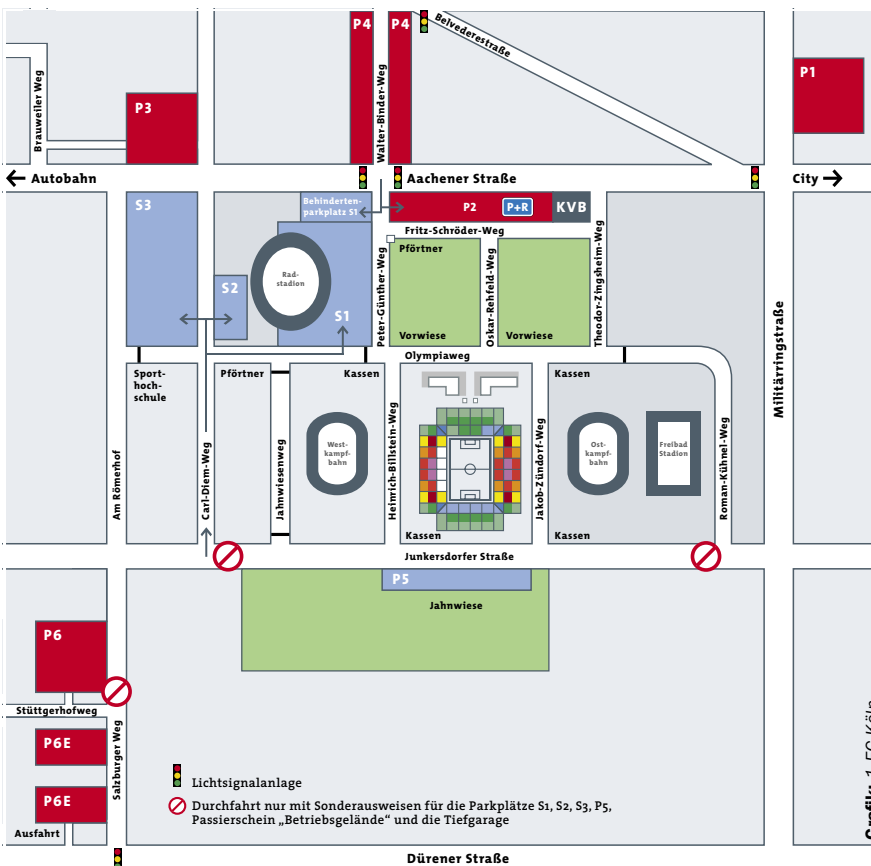 P4
P4
Belvederestraße
P1
P3
Brauweiler Weg
Walter-Binder-Weg
Autobahn
Aachener Straße
City
S3
Behinderten-
parkplatz S1
P2
P+R
KVB
Fritz-Schröder-Weg
Pförtner
Rad-
stadion
S2
S1
Peter-Günther-Weg
Oskar-Rehfeld-Weg
Theodor-Zingsheim-Weg
Vorwiese
Vorwiese
Militärringstraße
Olympiaweg
Sport-
hoch-
schule
Pförtner
Kassen
Kassen
Am Römerhof
Carl-Diem-Weg
Jahnwiesenweg
West-
kampf-
bahn
Heinrich-Billstein-Weg
Jakob-Zündorf-Weg
Ost-
kampf-
bahn
Freibad
Stadion
Roman-Kühnel-Weg
Kassen
Kassen
Junkersdorfer Straße
P5
Jahnwiese
P6
Stüttgerhofweg
P6E
Salzburger Weg
P6E
Ausfahrt
Lichtsignalanlage
Durchfahrt nur mit Sonderausweisen für die Parkplätze S1, S2, S3, P5,
Passierschein „Betriebsgelände“ und die Tiefgarage
Dürener Straße
Grafik: 1. FC Köln